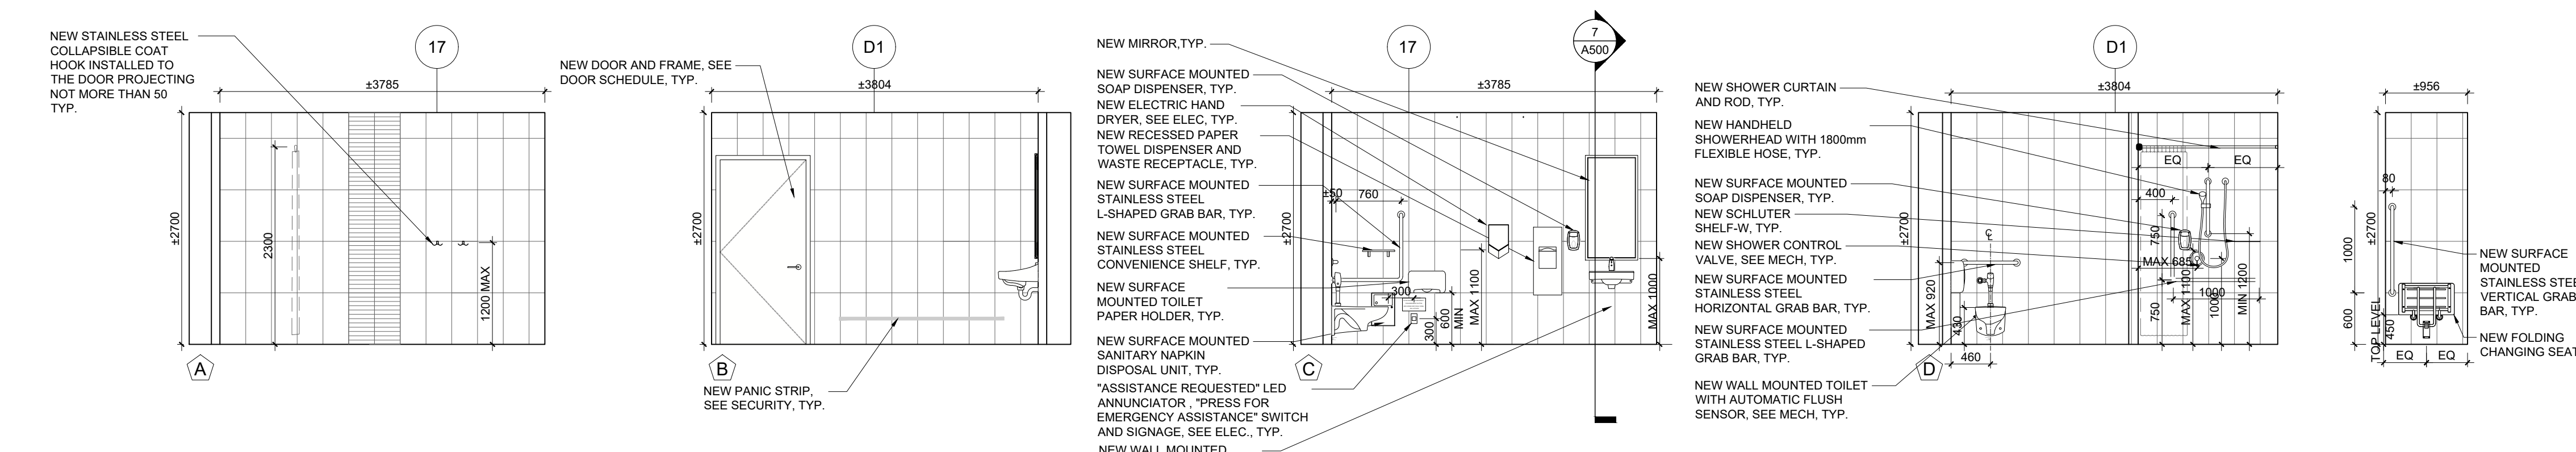 NEW STAINLESS STEEL
COLLAPSIBLE COAT
HOOK INSTALLED TO
THE DOOR PROJECTING
NOT MORE THAN 50
TYP.
17
±3785
±2700
2300
1200 MAX
A
NEW DOOR AND FRAME, SEE
DOOR SCHEDULE, TYP.
D1
±3804
±2700
B
NEW PANIC STRIP,
SEE SECURITY, TYP.
NEW MIRROR,TYP.
NEW SURFACE MOUNTED
SOAP DISPENSER, TYP.
NEW ELECTRIC HAND
DRYER, SEE ELEC, TYP.
NEW RECESSED PAPER
TOWEL DISPENSER AND
WASTE RECEPTACLE, TYP.
NEW SURFACE MOUNTED
STAINLESS STEEL
L-SHAPED GRAB BAR, TYP.
NEW SURFACE MOUNTED
STAINLESS STEEL
CONVENIENCE SHELF, TYP.
NEW SURFACE
MOUNTED TOILET
PAPER HOLDER, TYP.
NEW SURFACE MOUNTED
SANITARY NAPKIN
DISPOSAL UNIT, TYP.
"ASSISTANCE REQUESTED" LED
ANNUNCIATOR , "PRESS FOR
EMERGENCY ASSISTANCE" SWITCH
AND SIGNAGE, SEE ELEC., TYP.
NEW WALL MOUNTED
17
7
A500
±3785
±2700
±50
760
300
300
600
MIN
MAX 1100
MAX 1000
C
NEW SHOWER CURTAIN
AND ROD, TYP.
NEW HANDHELD
SHOWERHEAD WITH 1800mm
FLEXIBLE HOSE, TYP.
NEW SURFACE MOUNTED
SOAP DISPENSER, TYP.
NEW SCHLUTER
SHELF-W, TYP.
NEW SHOWER CONTROL
VALVE, SEE MECH, TYP.
NEW SURFACE MOUNTED
STAINLESS STEEL
HORIZONTAL GRAB BAR, TYP.
NEW SURFACE MOUNTED
STAINLESS STEEL L-SHAPED
GRAB BAR, TYP.
NEW WALL MOUNTED TOILET
WITH AUTOMATIC FLUSH
SENSOR, SEE MECH, TYP.
D1
±3804
±2700
EQ
EQ
400
750
MAX 685
MAX 920
430
750
MAX 1100
1000
1000
MIN 1200
460
D
±956
80
±2700
1000
600
TOP LEVEL
450
EQ
EQ
NEW SURFACE
MOUNTED
STAINLESS STEE
VERTICAL GRAB
BAR, TYP.
NEW FOLDING
CHANGING SEAT